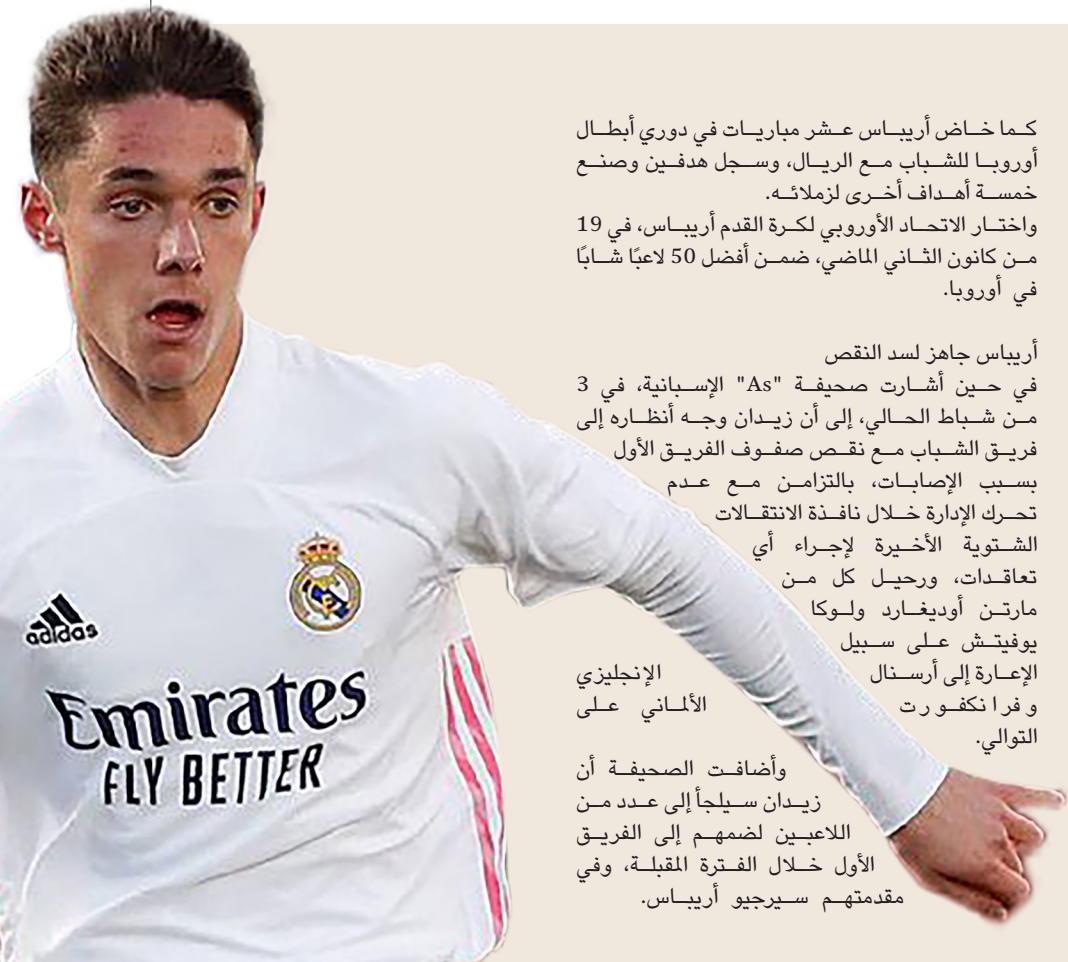 كما خاض أريباس عشر مباريات في دوري أبطال
أوروبا للشباب مع الريال، وسجل هدفين وصنع
خمسة أهداف أخرى لزملائه.
واختار الاتحاد الأوروبي لكرة القدم أريباس، في 19
من كانون الثاني الماضي، ضمن أفضل 50 لاعبًا شابًا
في أوروبا.
أريباس جاهز لسد النقص
في حين أشارت صحيفة "As" الإسبانية، في 3
من شباط الحالي، إلى أن زيدان وجه أنظاره إلى
فريق الشباب مع نقص صفوف الفريق الأول
بسبب الإصابات، بالتزامن مع عدم
تحرك الإدارة خلال نافذة الانتقالات
الشتوية الأخيرة لإجراء أي
تعاقدات، ورحيل كل من
مارتن أوديغارد ولوكا
يوفيتش على سبيل
الإعارة إلى أرسنال الإنجليزي
وفرانكفورت الألماني على
التوالي.
وأضافت الصحيفة أن
زيدان سيلجأ إلى عدد من
اللاعبين لضمهم إلى الفريق
الأول خلال الفترة المقبلة، وفي
مقدمتهم سيرجيو أريباس.
adidas
Emirates
FLY BETTER